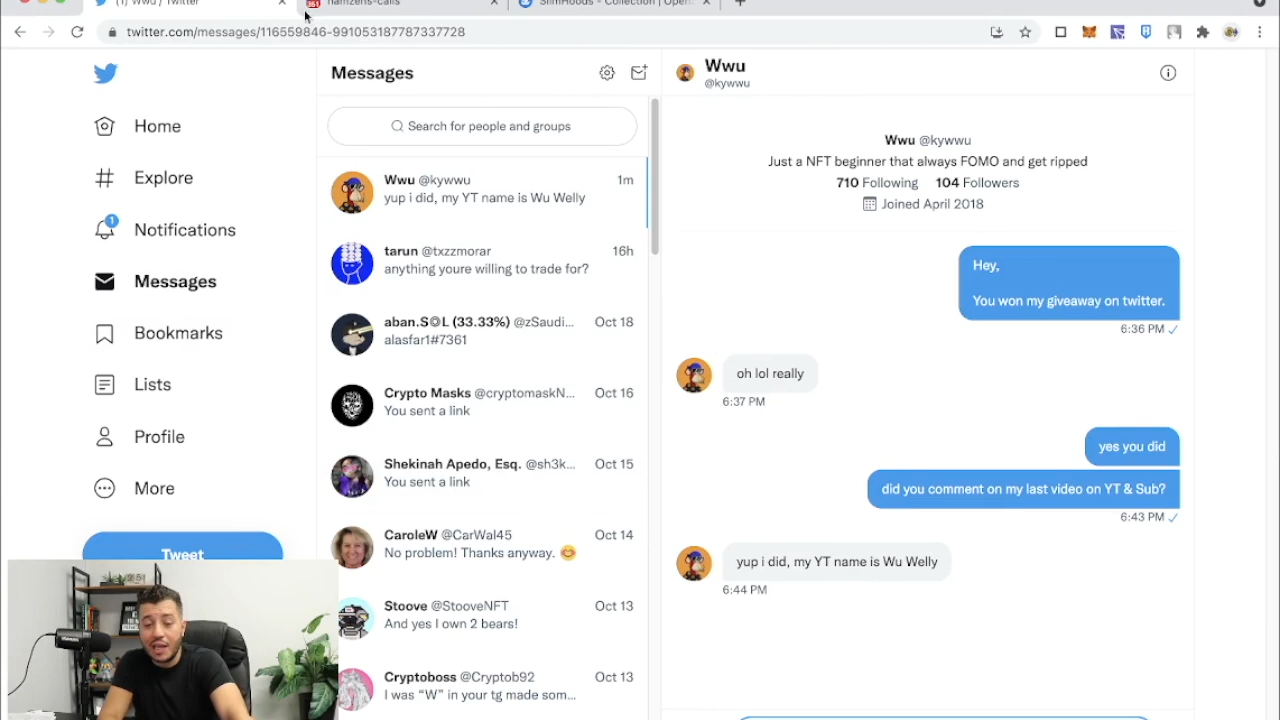 (1) Wwu / Twitter
351
hamzens-calls
SlimHoods - Collection | Open
twitter.com/messages/116559846-991053187787337728
Home
Explore
1
Notifications
Messages
Bookmarks
Lists
Profile
More
Tweet
Messages
Search for people and groups
Wwu @kywwu 1m
yup i did, my YT name is Wu Welly
tarun @txzzmorar 16h
anything youre willing to trade for?
aban.S◎L (33.33%) @zSaudi... Oct 18
alasfar1#7361
Crypto Masks @cryptomaskN... Oct 16
You sent a link
Shekinah Apedo, Esq. @sh3k... Oct 15
You sent a link
CaroleW @CarWal45 Oct 14
No problem! Thanks anyway. 😊
Stoove @StooveNFT Oct 13
And yes I own 2 bears!
Cryptoboss @Cryptob92 Oct 13
I was “W” in your tg made som...
Wwu
@kywwu
Wwu @kywwu
Just a NFT beginner that always FOMO and get ripped
710 Following 104 Followers
Joined April 2018
Hey,
You won my giveaway on twitter.
6:36 PM ✓
oh lol really
6:37 PM
yes you did
did you comment on my last video on YT & Sub?
6:43 PM ✓
yup i did, my YT name is Wu Welly
6:44 PM